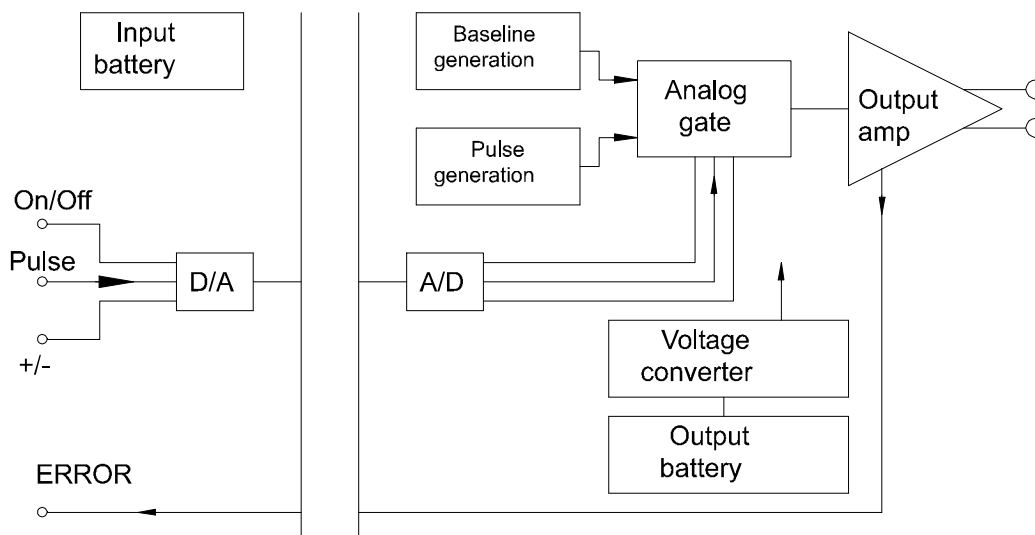 Input
battery
Baseline
generation
Pulse
generation
Analog
gate
Output
amp
On/Off
Pulse
+/-
D/A
A/D
Voltage
converter
Output
battery
ERROR